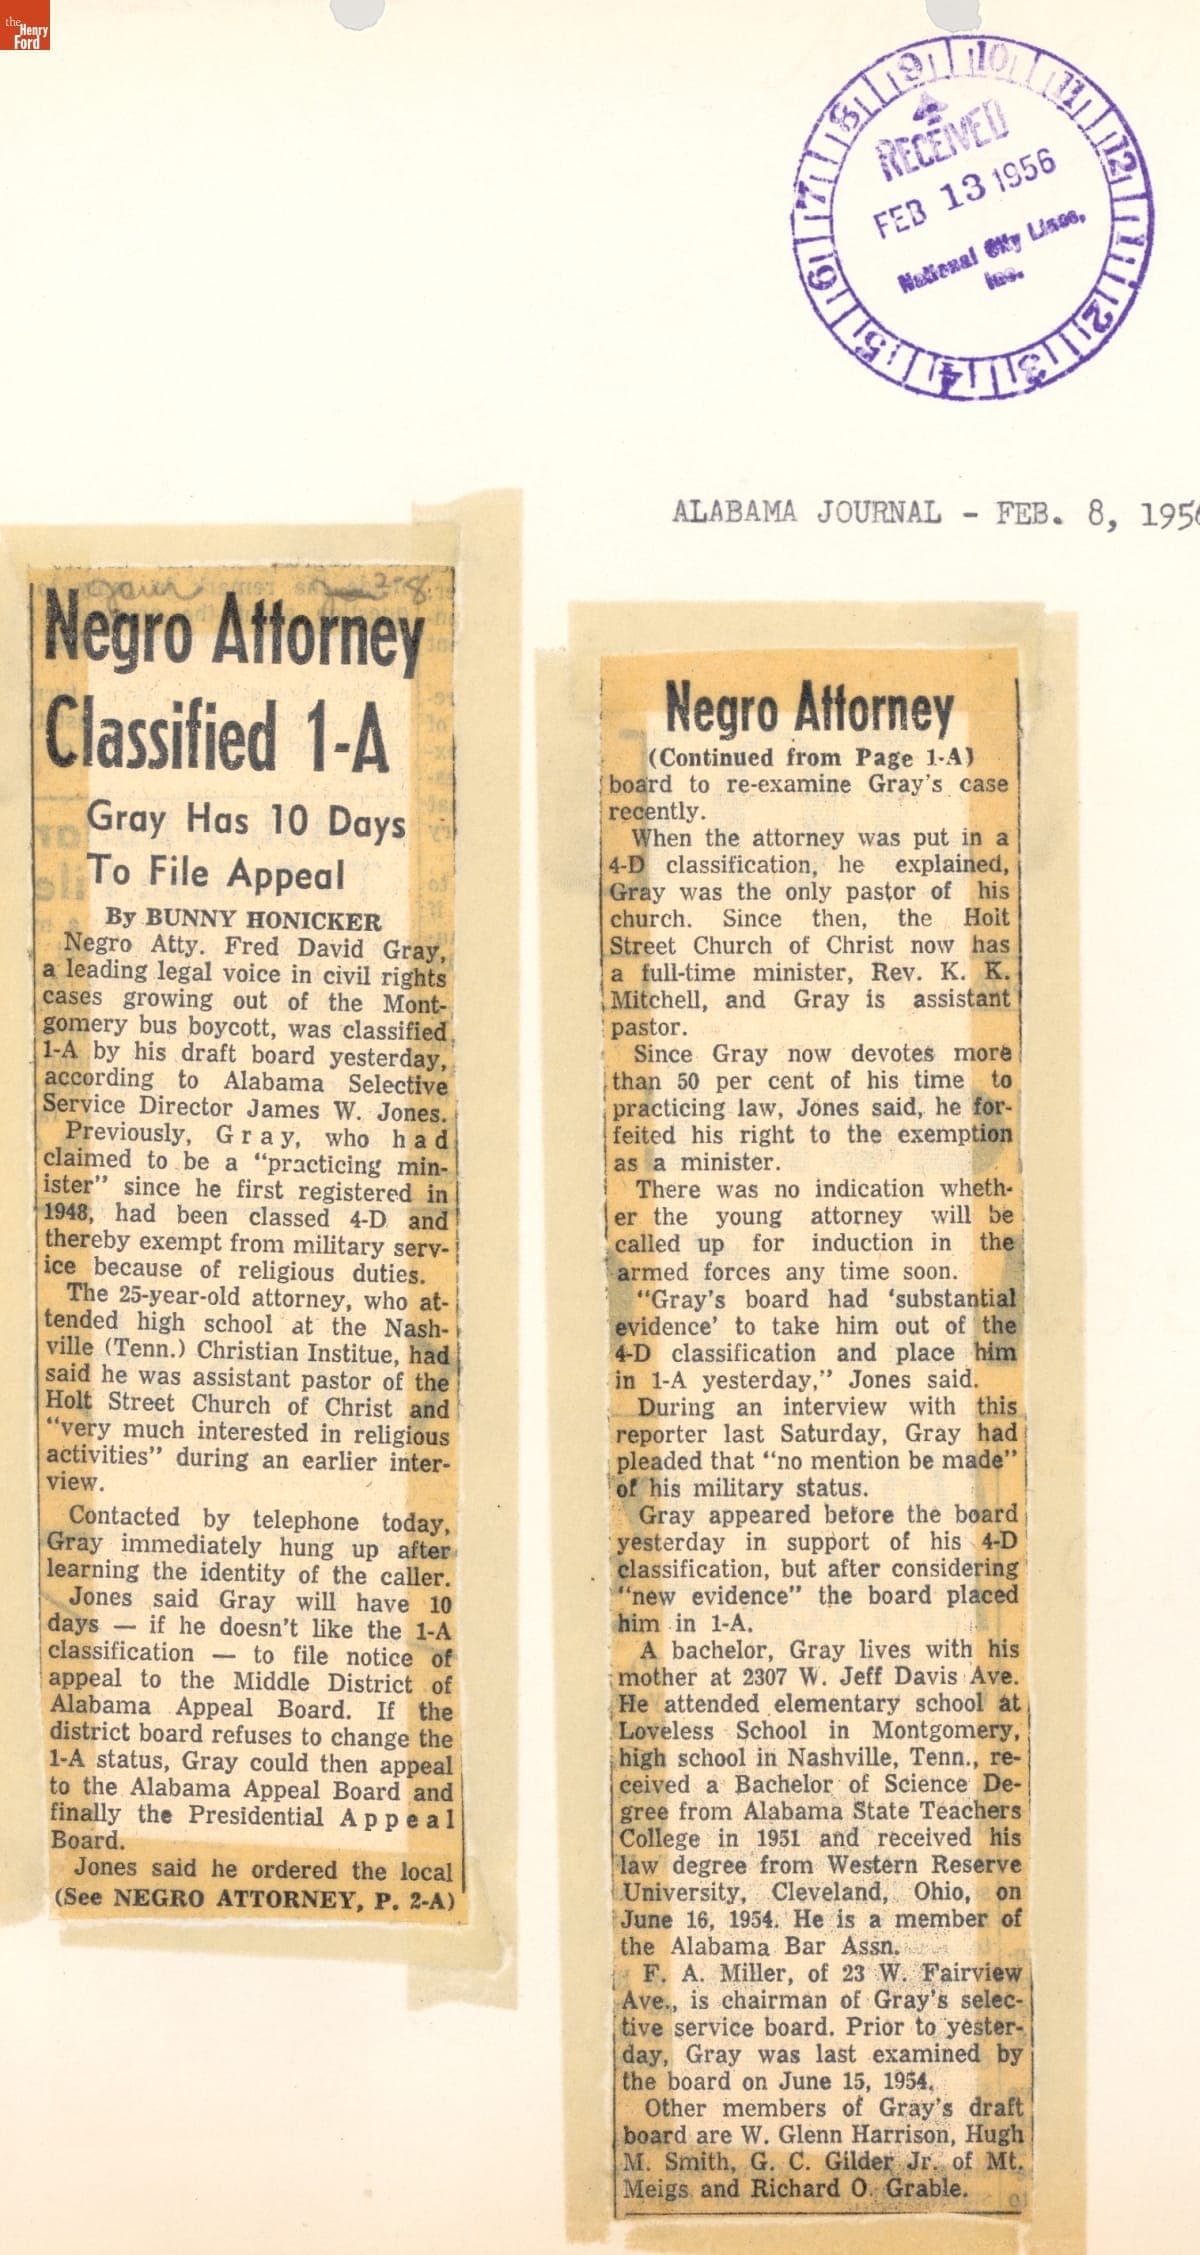 the
Henry
Ford
9 10 11 12 1 2 3 4 5 6 7 8
RECEIVED
FEB 13 1956
National City Lines,
Inc.
ALABAMA JOURNAL - FEB. 8, 1956
2-8
Negro Attorney
Classified 1-A
Gray Has 10 Days
To File Appeal
By BUNNY HONICKER
Negro Atty. Fred David Gray,
a leading legal voice in civil rights
cases growing out of the Mont-
gomery bus boycott, was classified
1-A by his draft board yesterday,
according to Alabama Selective
Service Director James W. Jones.
Previously, Gray, who had
claimed to be a "practicing min-
ister" since he first registered in
1948, had been classed 4-D and
thereby exempt from military serv-
ice because of religious duties.
The 25-year-old attorney, who at-
tended high school at the Nash-
ville (Tenn.) Christian Institue, had
said he was assistant pastor of the
Holt Street Church of Christ and
"very much interested in religious
activities" during an earlier inter-
view.
Contacted by telephone today,
Gray immediately hung up after
learning the identity of the caller.
Jones said Gray will have 10
days — if he doesn't like the 1-A
classification — to file notice of
appeal to the Middle District of
Alabama Appeal Board. If the
district board refuses to change the
1-A status, Gray could then appeal
to the Alabama Appeal Board and
finally the Presidential Appeal
Board.
Jones said he ordered the local
(See NEGRO ATTORNEY, P. 2-A)
Negro Attorney
(Continued from Page 1-A)
board to re-examine Gray's case
recently.
When the attorney was put in a
4-D classification, he explained,
Gray was the only pastor of his
church. Since then, the Holt
Street Church of Christ now has
a full-time minister, Rev. K. K.
Mitchell, and Gray is assistant
pastor.
Since Gray now devotes more
than 50 per cent of his time to
practicing law, Jones said, he for-
feited his right to the exemption
as a minister.
There was no indication wheth-
er the young attorney will be
called up for induction in the
armed forces any time soon.
"Gray's board had 'substantial
evidence' to take him out of the
4-D classification and place him
in 1-A yesterday," Jones said.
During an interview with this
reporter last Saturday, Gray had
pleaded that "no mention be made"
of his military status.
Gray appeared before the board
yesterday in support of his 4-D
classification, but after considering
"new evidence" the board placed
him in 1-A.
A bachelor, Gray lives with his
mother at 2307 W. Jeff Davis Ave.
He attended elementary school at
Loveless School in Montgomery,
high school in Nashville, Tenn., re-
ceived a Bachelor of Science De-
gree from Alabama State Teachers
College in 1951 and received his
law degree from Western Reserve
University, Cleveland, Ohio, on
June 16, 1954. He is a member of
the Alabama Bar Assn.
F. A. Miller, of 23 W. Fairview
Ave., is chairman of Gray's selec-
tive service board. Prior to yester-
day, Gray was last examined by
the board on June 15, 1954.
Other members of Gray's draft
board are W. Glenn Harrison, Hugh
M. Smith, G. C. Gilder Jr. of Mt.
Meigs and Richard O. Grable.